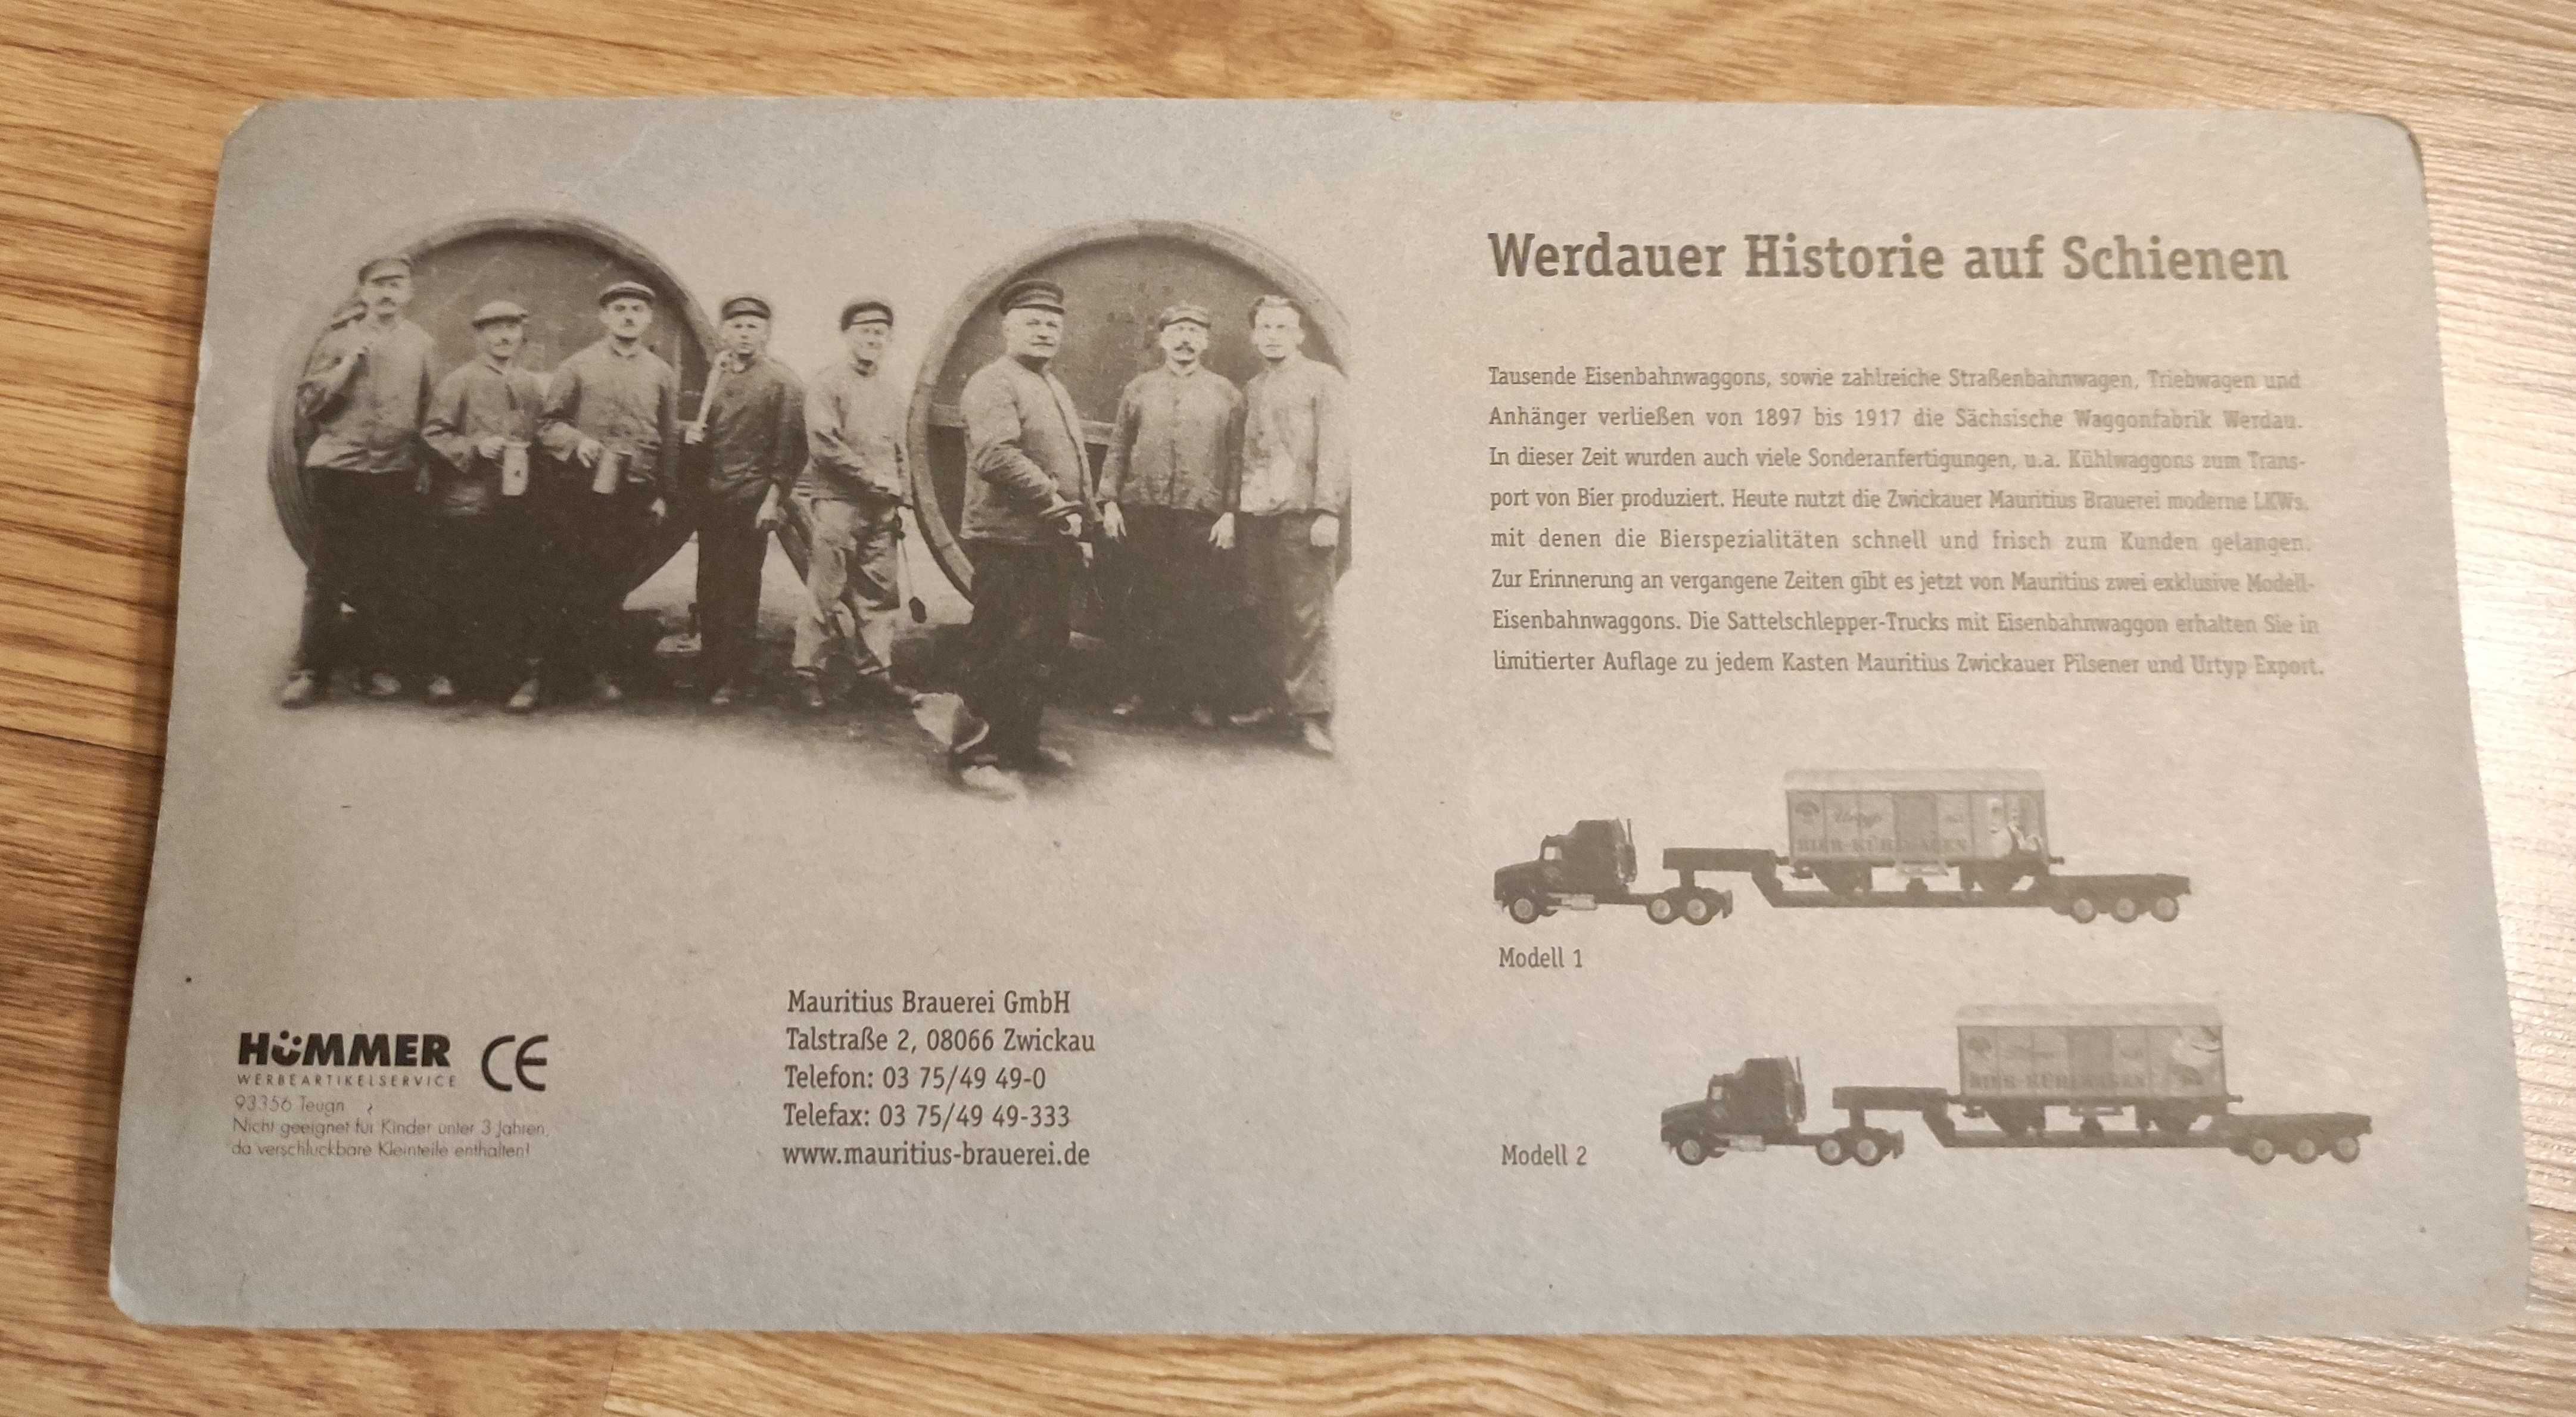 Werdauer Historie auf Schienen
Tausende Eisenbahnwaggons, sowie zahlreiche Straßenbahnwagen, Triebwagen und
Anhänger verließen von 1897 bis 1917 die Sächsische Waggonfabrik Werdau.
In dieser Zeit wurden auch viele Sonderanfertigungen, u.a. Kühlwaggons zum Trans-
port von Bier produziert. Heute nutzt die Zwickauer Mauritius Brauerei moderne LKWs,
mit denen die Bierspezialitäten schnell und frisch zum Kunden gelangen.
Zur Erinnerung an vergangene Zeiten gibt es jetzt von Mauritius zwei exklusive Modell-
Eisenbahnwaggons. Die Sattelschlepper-Trucks mit Eisenbahnwaggon erhalten Sie in
limitierter Auflage zu jedem Kasten Mauritius Zwickauer Pilsener und Urtyp Export.
BIER-KÜHLWAGEN
Modell 1
BIER-KÜHLWAGEN
Modell 2
Mauritius Brauerei GmbH
Talstraße 2, 08066 Zwickau
Telefon: 03 75/49 49-0
Telefax: 03 75/49 49-333
www.mauritius-brauerei.de
HÜMMER CE
WERBEARTIKELSERVICE
93356 Teugn
Nicht geeignet für Kinder unter 3 Jahren,
da verschluckbare Kleinteile enthalten!